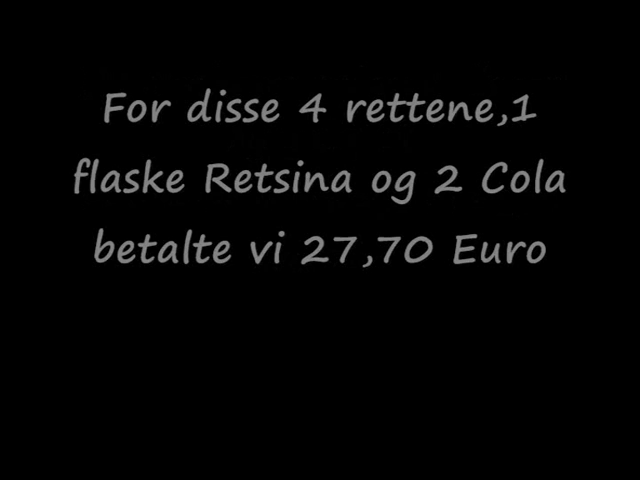 For disse 4 rettene,1
flaske Retsina og 2 Cola
betalte vi 27,70 Euro